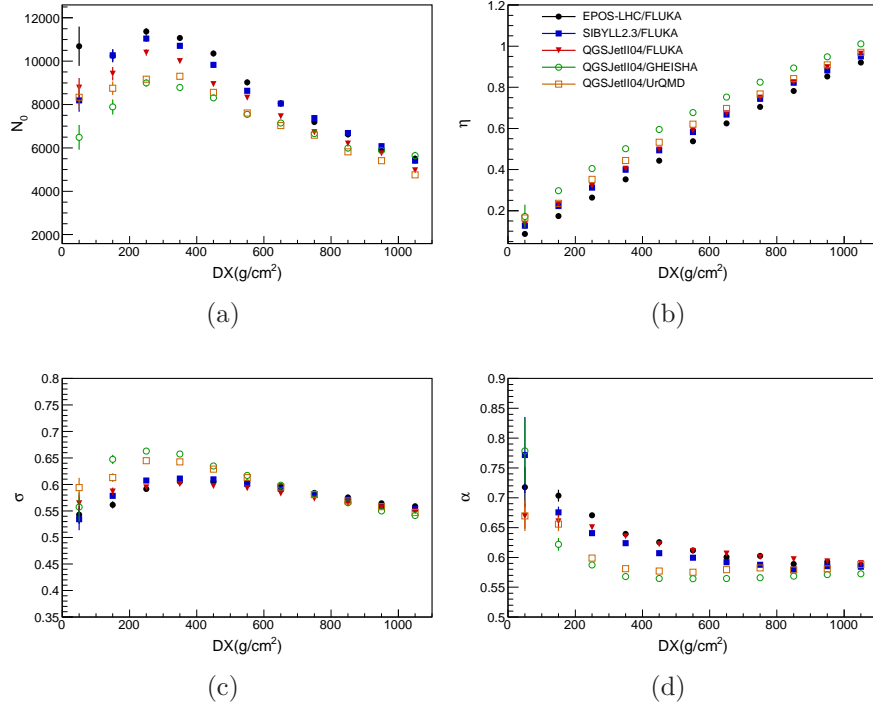 12000
10000
8000
6000
4000
2000
N0
0 200 400 600 800 1000
DX(g/cm²)
(a)
1.2
1
0.8
0.6
0.4
0.2
η
EPOS-LHC/FLUKA
SIBYLL2.3/FLUKA
QGSJetII04/FLUKA
QGSJetII04/GHEISHA
QGSJetII04/UrQMD
0 200 400 600 800 1000
DX(g/cm²)
(b)
0.8
0.75
0.7
0.65
0.6
0.55
0.5
0.45
0.4
0.35
σ
0 200 400 600 800 1000
DX(g/cm²)
(c)
0.9
0.85
0.8
0.75
0.7
0.65
0.6
0.55
0.5
α
0 200 400 600 800 1000
DX(g/cm²)
(d)